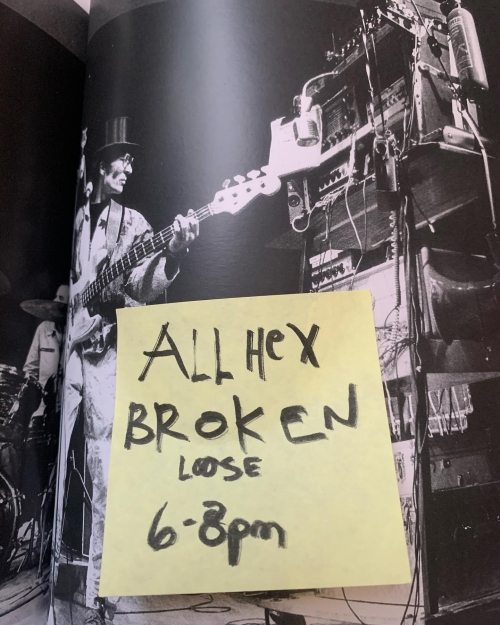 ALL HeX
BROKEN
LOOSE
6-8pm